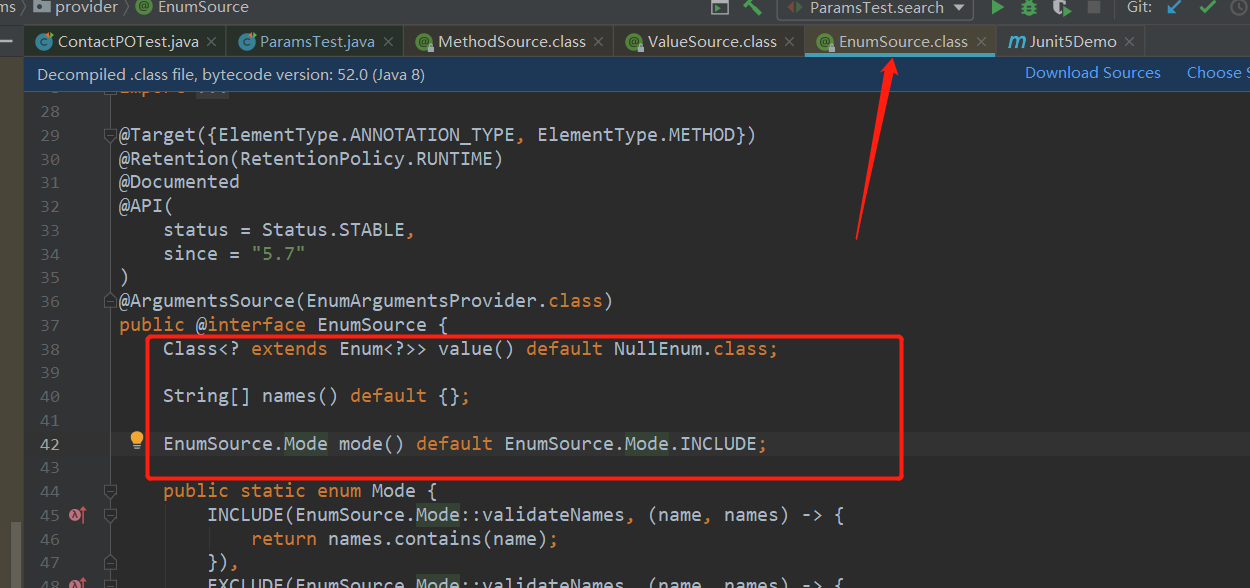 ms provider EnumSource ParamsTest.search Git:
ContactPOTest.java ParamsTest.java MethodSource.class ValueSource.class EnumSource.class m Junit5Demo
Decompiled .class file, bytecode version: 52.0 (Java 8) Download Sources Choose S
import ...
28
29 @Target({ElementType.ANNOTATION_TYPE, ElementType.METHOD})
30 @Retention(RetentionPolicy.RUNTIME)
31 @Documented
32 @API(
33 status = Status.STABLE,
34 since = "5.7"
35 )
36 @ArgumentsSource(EnumArgumentsProvider.class)
37 public @interface EnumSource {
38 Class<? extends Enum<?>> value() default NullEnum.class;
39
40 String[] names() default {};
41
42 EnumSource.Mode mode() default EnumSource.Mode.INCLUDE;
43
44 public static enum Mode {
45 INCLUDE(EnumSource.Mode::validateNames, (name, names) -> {
46 return names.contains(name);
47 }),
48 EXCLUDE(EnumSource.Mode::validateNames, (name, names) -> {